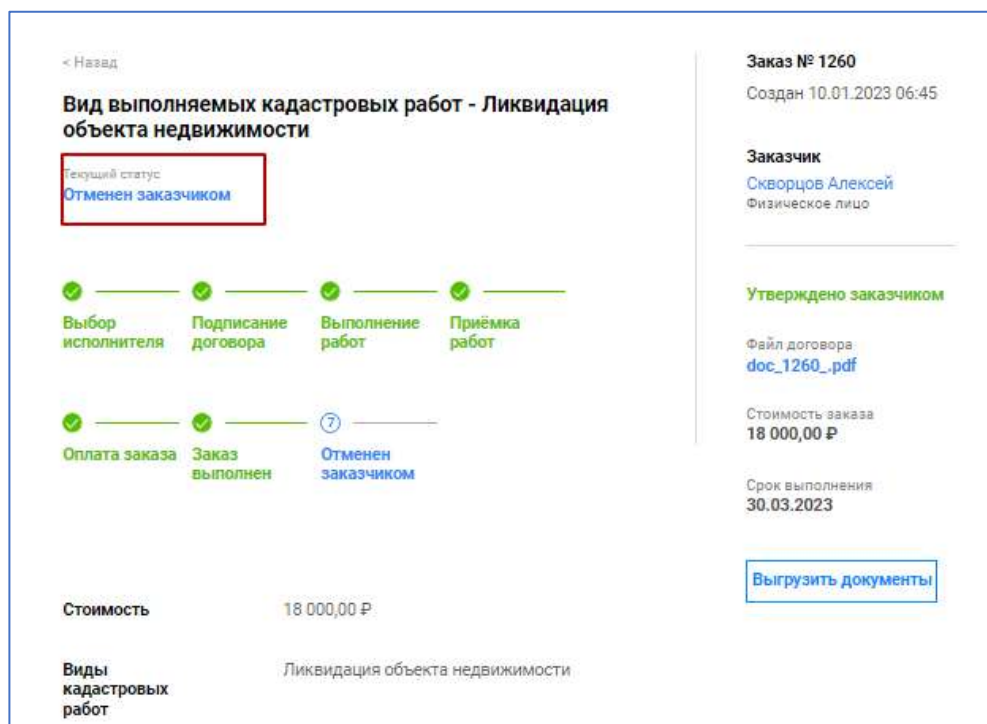 < Назад
Вид выполняемых кадастровых работ - Ликвидация
объекта недвижимости
Текущий статус
Отменен заказчиком
Выбор
исполнителя
Подписание
договора
Выполнение
работ
Приёмка
работ
Оплата заказа
Заказ
выполнен
7
Отменен
заказчиком
Стоимость
18 000,00 ₽
Виды
кадастровых
работ
Ликвидация объекта недвижимости
Заказ № 1260
Создан 10.01.2023 06:45
Заказчик
Скворцов Алексей
Физическое лицо
Утверждено заказчиком
Файл договора
doc_1260_.pdf
Стоимость заказа
18 000,00 ₽
Срок выполнения
30.03.2023
Выгрузить документы